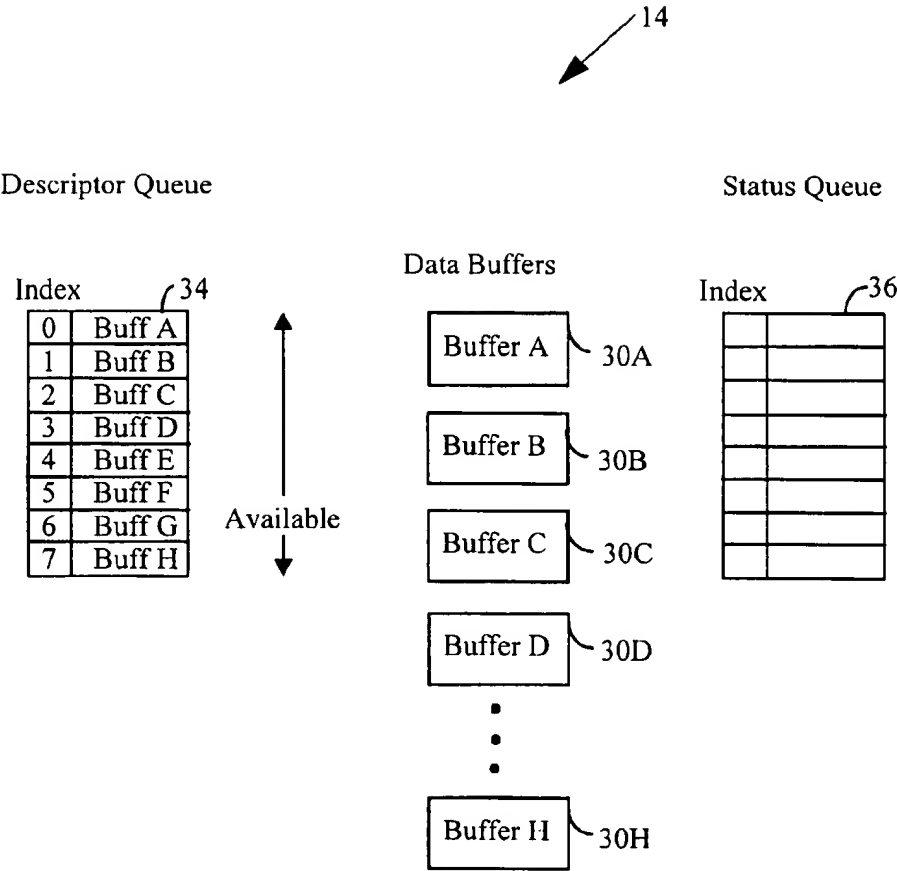 14
Descriptor Queue
Status Queue
Data Buffers
Index
34
0 Buff A
1 Buff B
2 Buff C
3 Buff D
4 Buff E
5 Buff F
6 Buff G
7 Buff H
Available
Buffer A
30A
Buffer B
30B
Buffer C
30C
Buffer D
30D
Buffer H
30H
Index
36